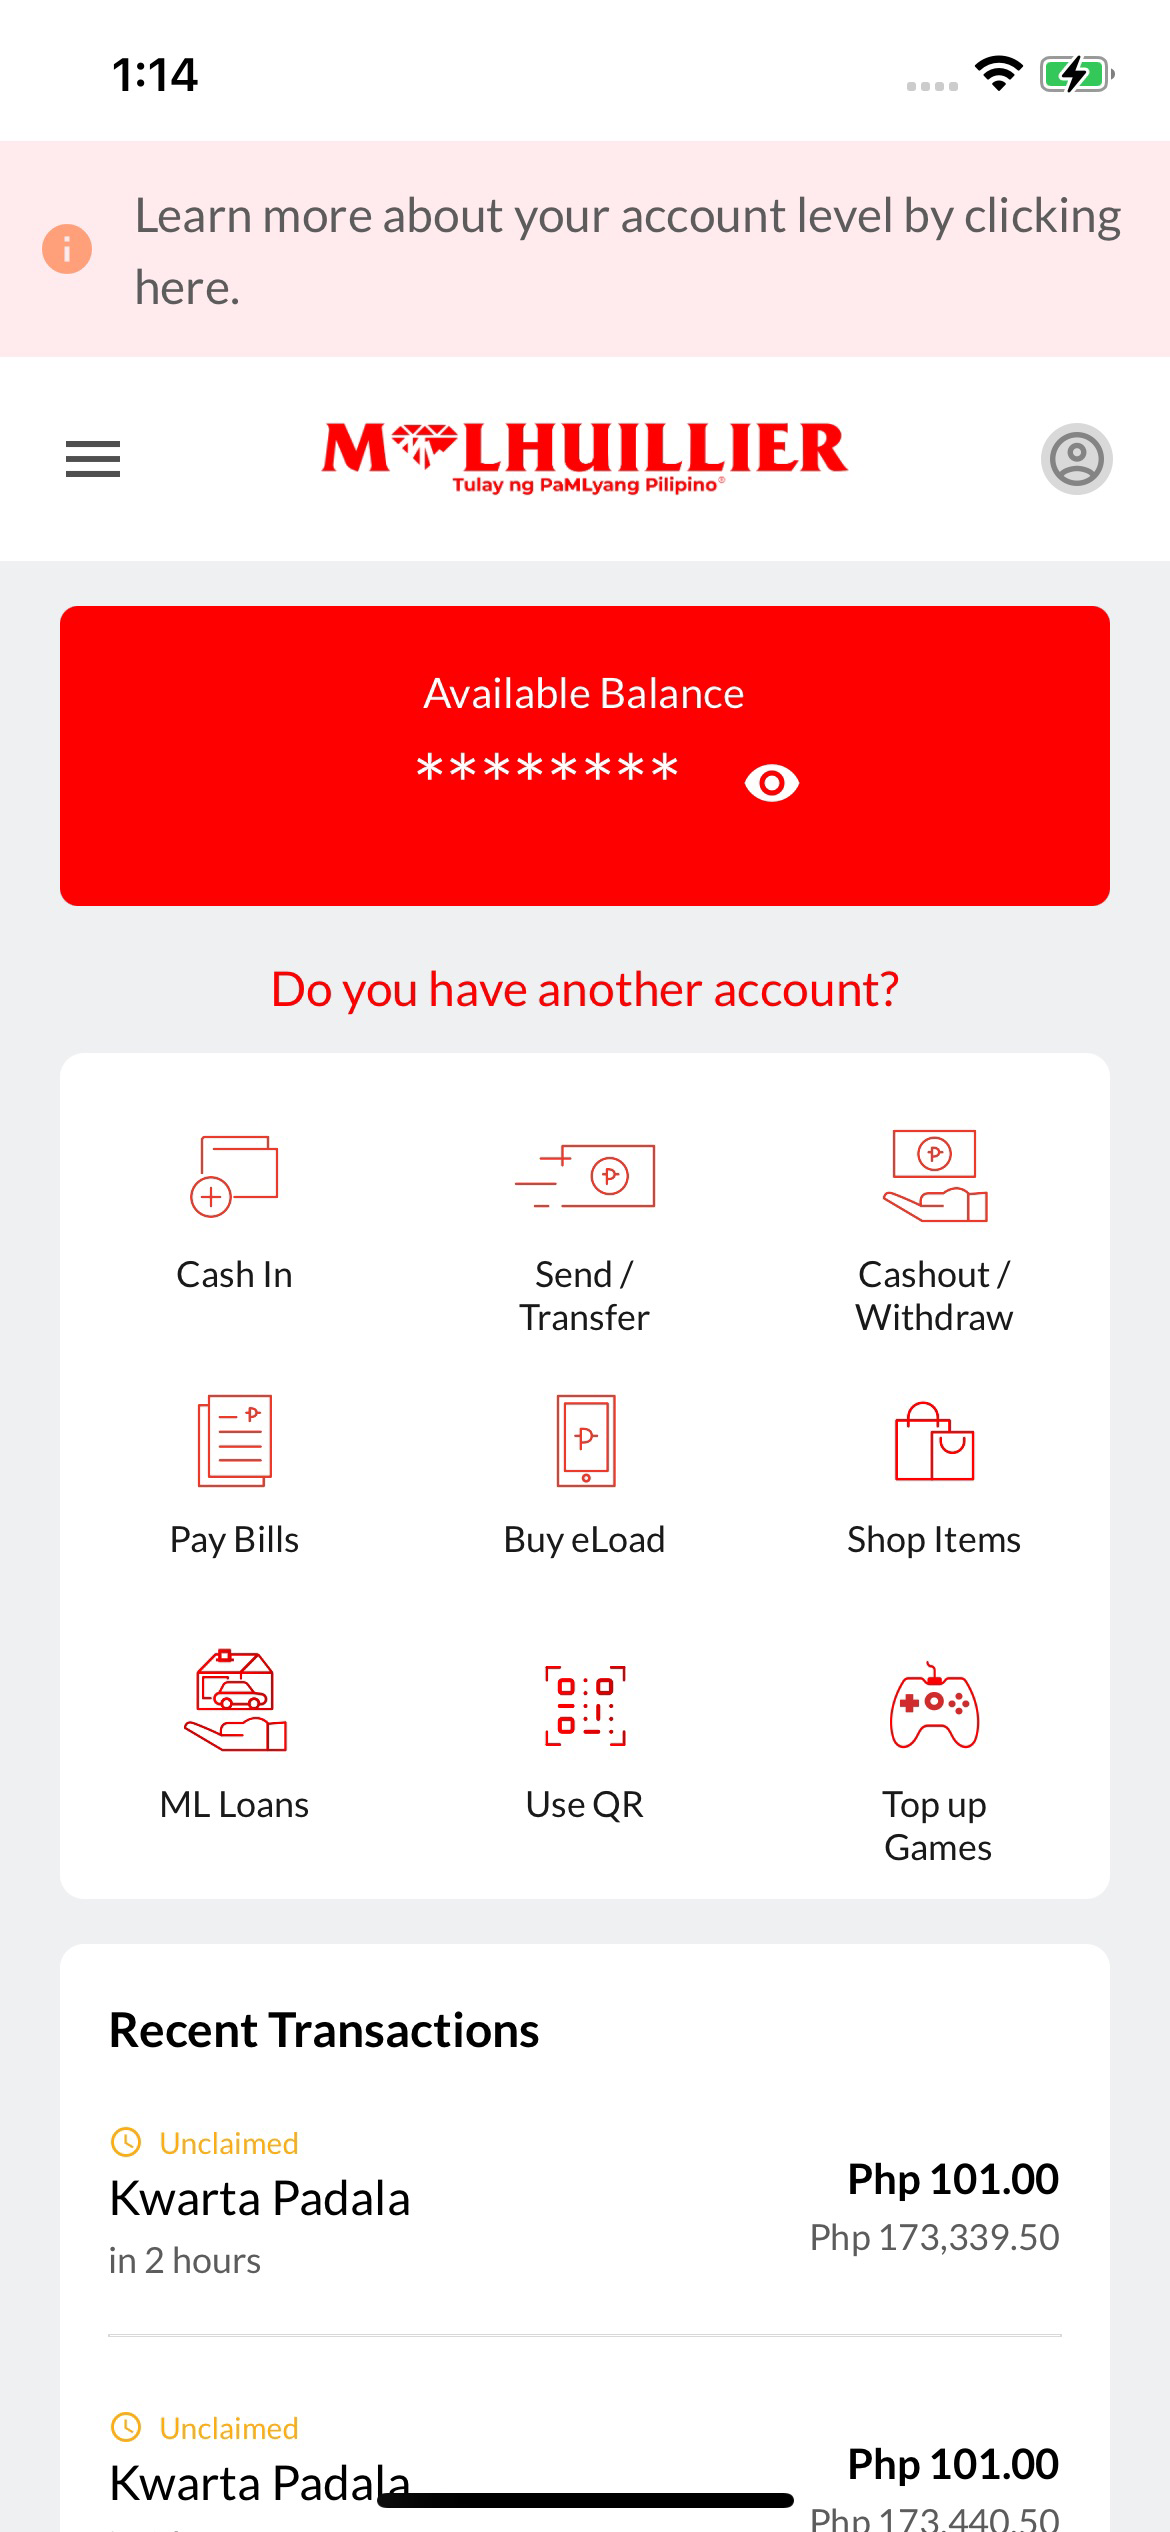 1:14
Learn more about your account level by clicking
here.
M LHUILLIER
Tulay ng PaMLyang Pilipino®
Available Balance
********
Do you have another account?
Cash In
Send /
Transfer
Cashout /
Withdraw
Pay Bills
Buy eLoad
Shop Items
ML Loans
Use QR
Top up
Games
Recent Transactions
Unclaimed
Kwarta Padala
Php 101.00
Php 173,339.50
in 2 hours
Unclaimed
Kwarta Padala
Php 101.00
Php 173,440.50